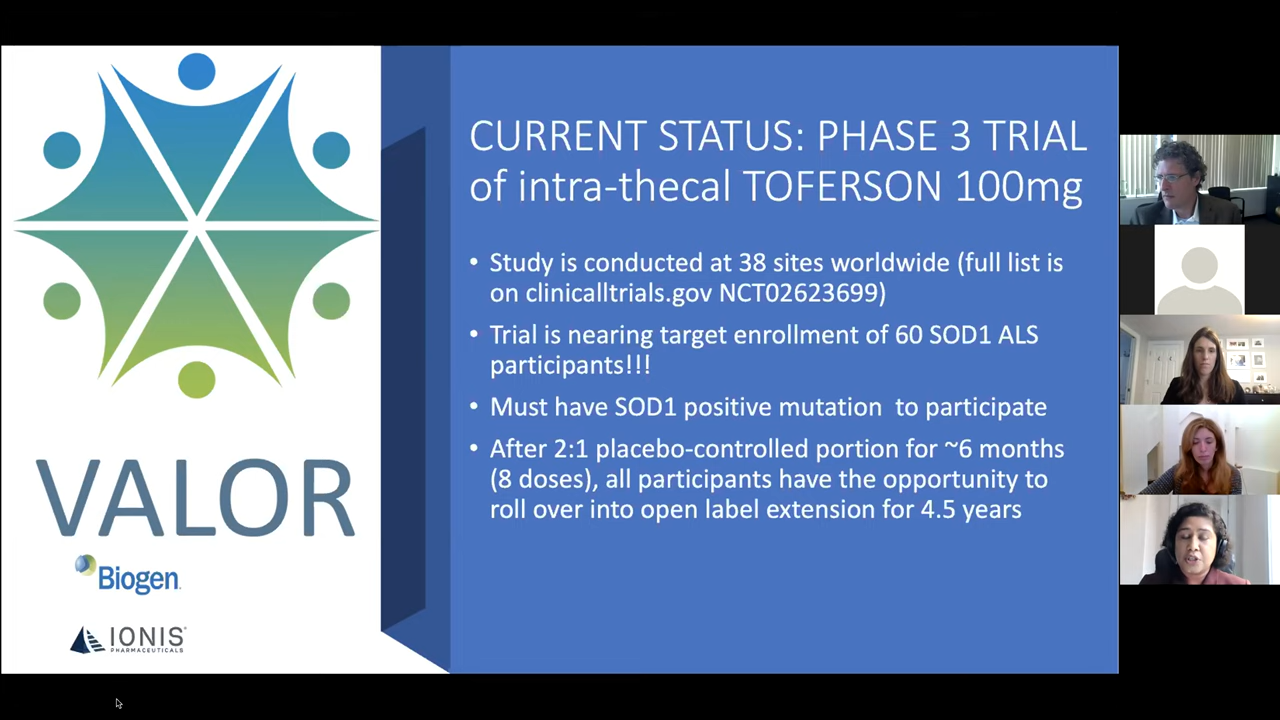 CURRENT STATUS: PHASE 3 TRIAL
of intra-thecal TOFERSON 100mg
• Study is conducted at 38 sites worldwide (full list is
on clinicalltrials.gov NCT02623699)
• Trial is nearing target enrollment of 60 SOD1 ALS
participants!!!
• Must have SOD1 positive mutation to participate
• After 2:1 placebo-controlled portion for ~6 months
(8 doses), all participants have the opportunity to
roll over into open label extension for 4.5 years
VALOR
Biogen.
IONIS
PHARMACEUTICALS